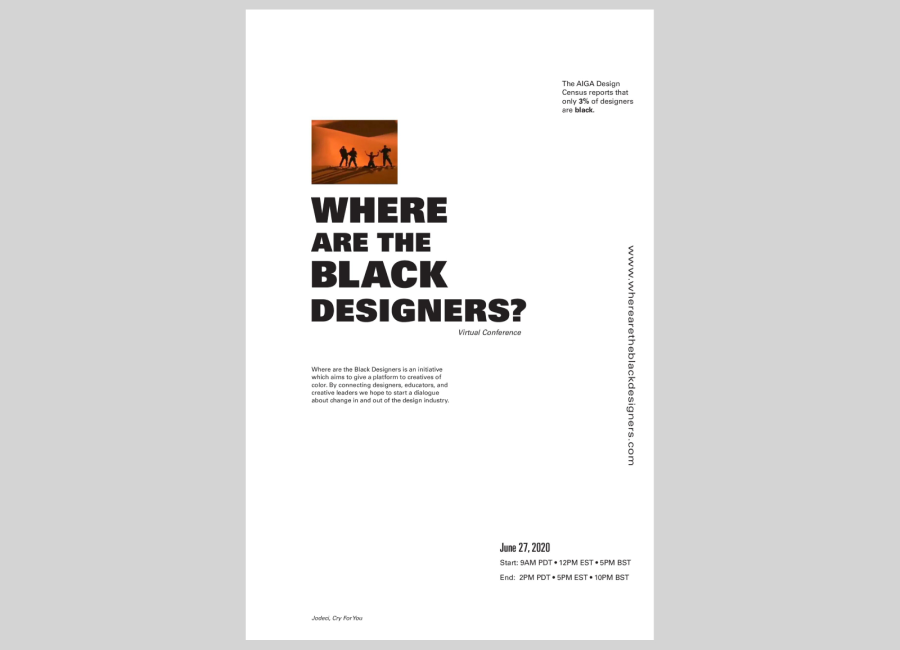 The AIGA Design
Census reports that
only 3% of designers
are black.
WHERE
ARE THE
BLACK
DESIGNERS?
Virtual Conference
Where are the Black Designers is an initiative
which aims to give a platform to creatives of
color. By connecting designers, educators, and
creative leaders we hope to start a dialogue
about change in and out of the design industry.
www.wherearetheblackdesigners.com
June 27, 2020
Start: 9AM PDT • 12PM EST • 5PM BST
End: 2PM PDT • 5PM EST • 10PM BST
Jodeci, Cry For You